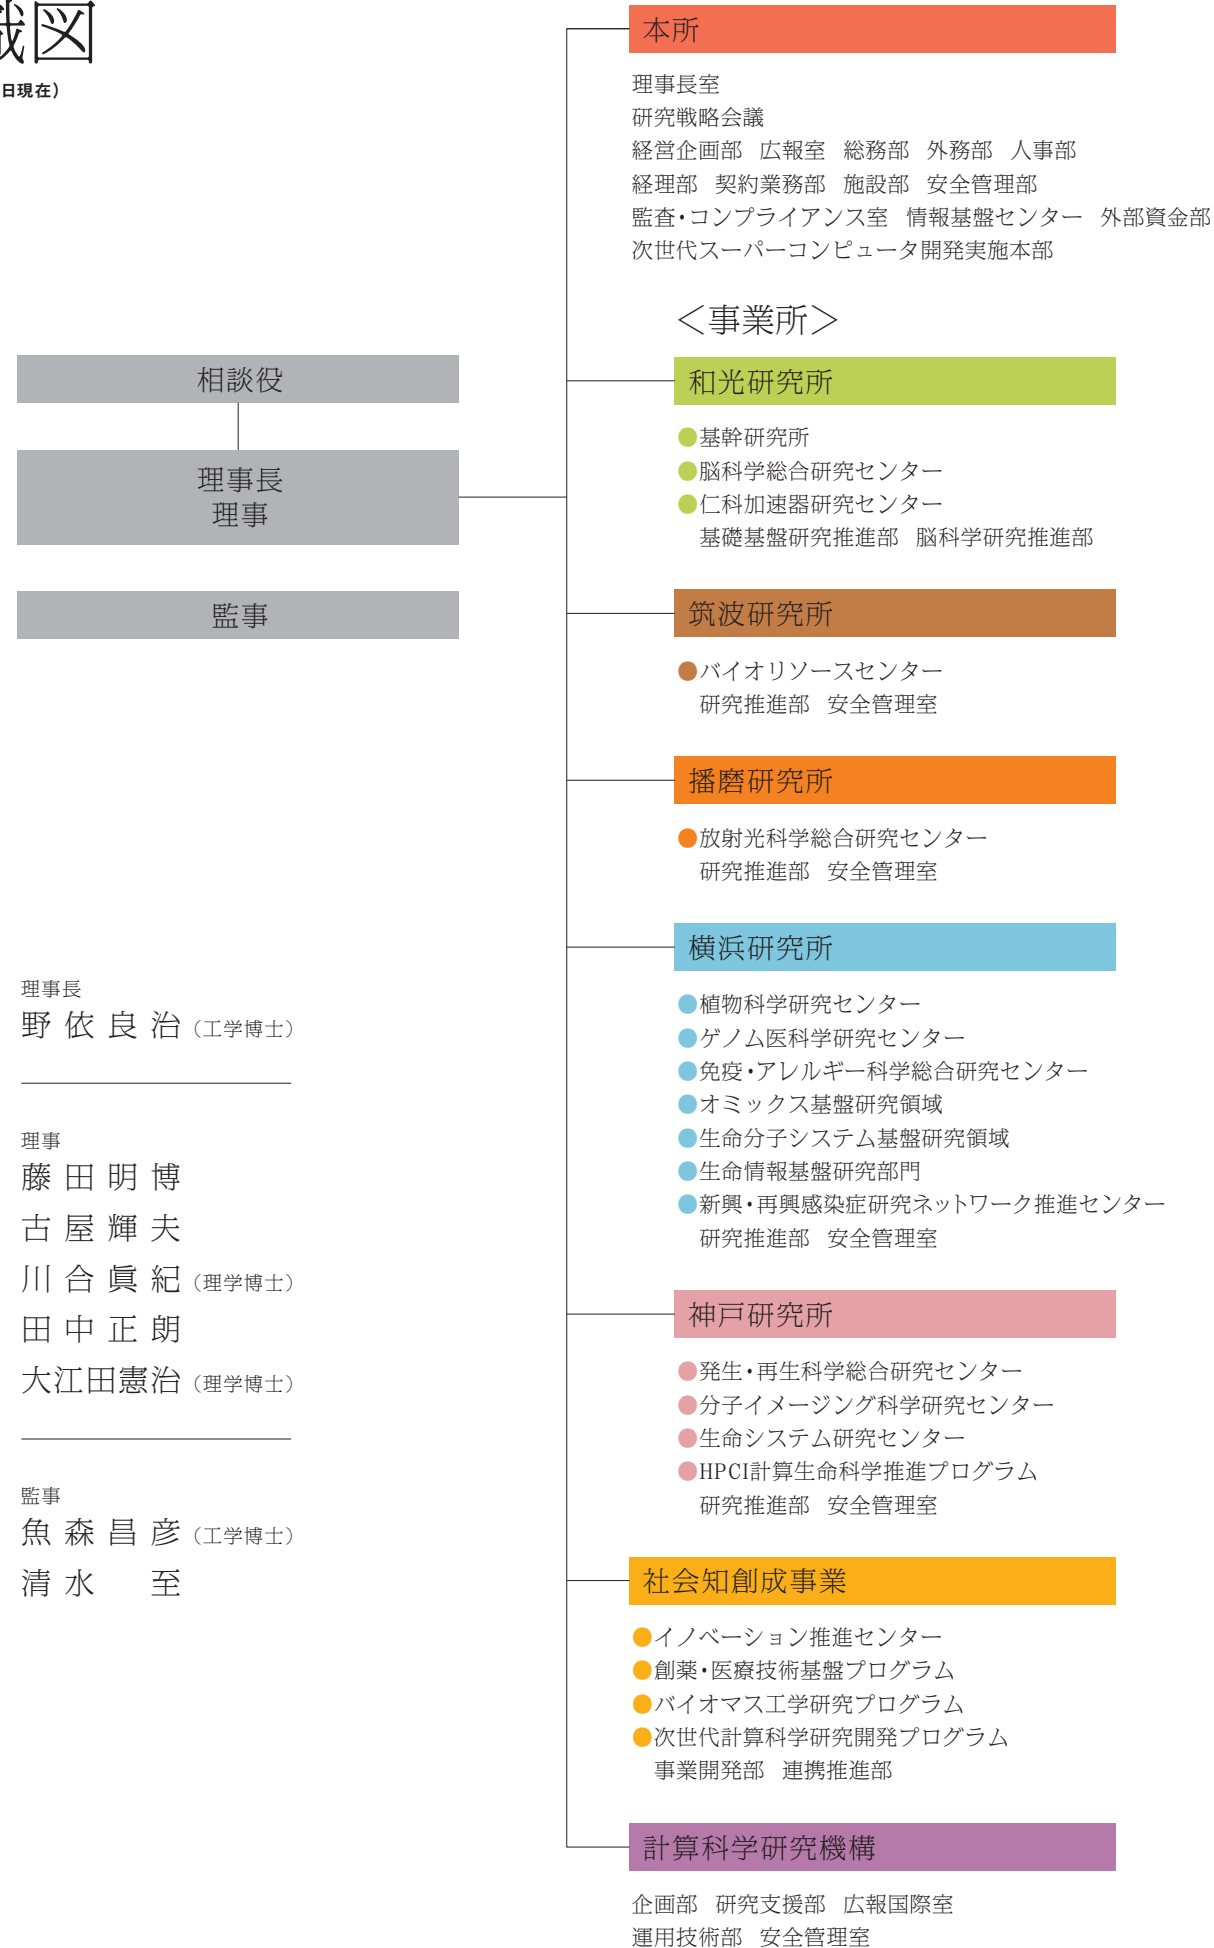 図
日現在）
相談役
理事長
理事
監事
理事長
野依良治（工学博士）
理事
藤田明博
古屋輝夫
川合眞紀（理学博士）
田中正朗
大江田憲治（理学博士）
監事
魚森昌彦（工学博士）
清水　至
本所
理事長室
研究戦略会議
経営企画部　広報室　総務部　外務部　人事部
経理部　契約業務部　施設部　安全管理部
監査・コンプライアンス室　情報基盤センター　外部資金部
次世代スーパーコンピュータ開発実施本部
＜事業所＞
和光研究所
●基幹研究所
●脳科学総合研究センター
●仁科加速器研究センター
基礎基盤研究推進部　脳科学研究推進部
筑波研究所
●バイオリソースセンター
研究推進部　安全管理室
播磨研究所
●放射光科学総合研究センター
研究推進部　安全管理室
横浜研究所
●植物科学研究センター
●ゲノム医科学研究センター
●免疫・アレルギー科学総合研究センター
●オミックス基盤研究領域
●生命分子システム基盤研究領域
●生命情報基盤研究部門
●新興・再興感染症研究ネットワーク推進センター
研究推進部　安全管理室
神戸研究所
●発生・再生科学総合研究センター
●分子イメージング科学研究センター
●生命システム研究センター
●HPCI計算生命科学推進プログラム
研究推進部　安全管理室
社会知創成事業
●イノベーション推進センター
●創薬・医療技術基盤プログラム
●バイオマス工学研究プログラム
●次世代計算科学研究開発プログラム
事業開発部　連携推進部
計算科学研究機構
企画部　研究支援部　広報国際室
運用技術部　安全管理室